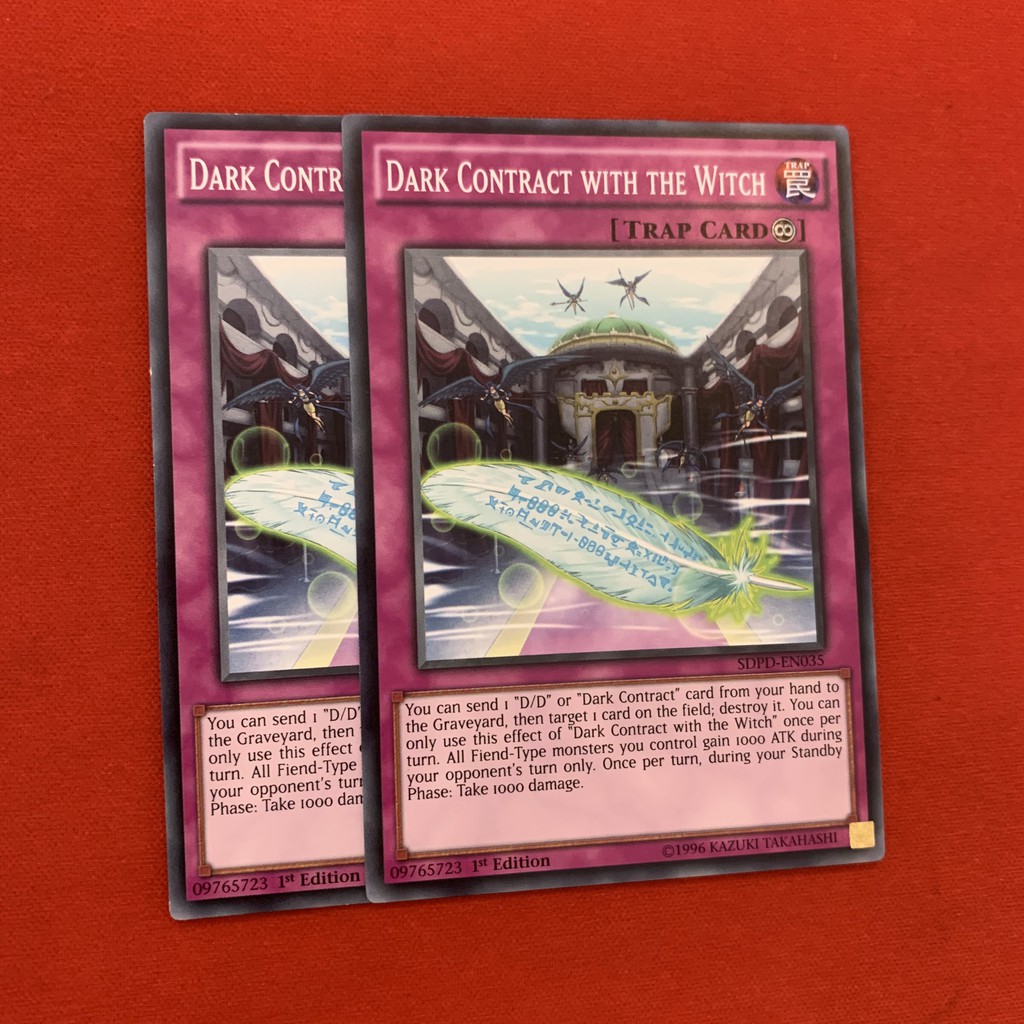 DARK CONTR
You can send 1 "D/D"
the Graveyard, then
only use this effect
turn. All Fiend-Type
your opponent's turn
Phase: Take 1000 dam
09765723 1st Edition
DARK CONTRACT WITH THE WITCH
TRAP
罠
[TRAP CARD∞]
SDPD-EN035
You can send 1 "D/D" or "Dark Contract" card from your hand to
the Graveyard, then target 1 card on the field; destroy it. You can
only use this effect of "Dark Contract with the Witch" once per
turn. All Fiend-Type monsters you control gain 1000 ATK during
your opponent's turn only. Once per turn, during your Standby
Phase: Take 1000 damage.
09765723 1st Edition
©1996 KAZUKI TAKAHASHI